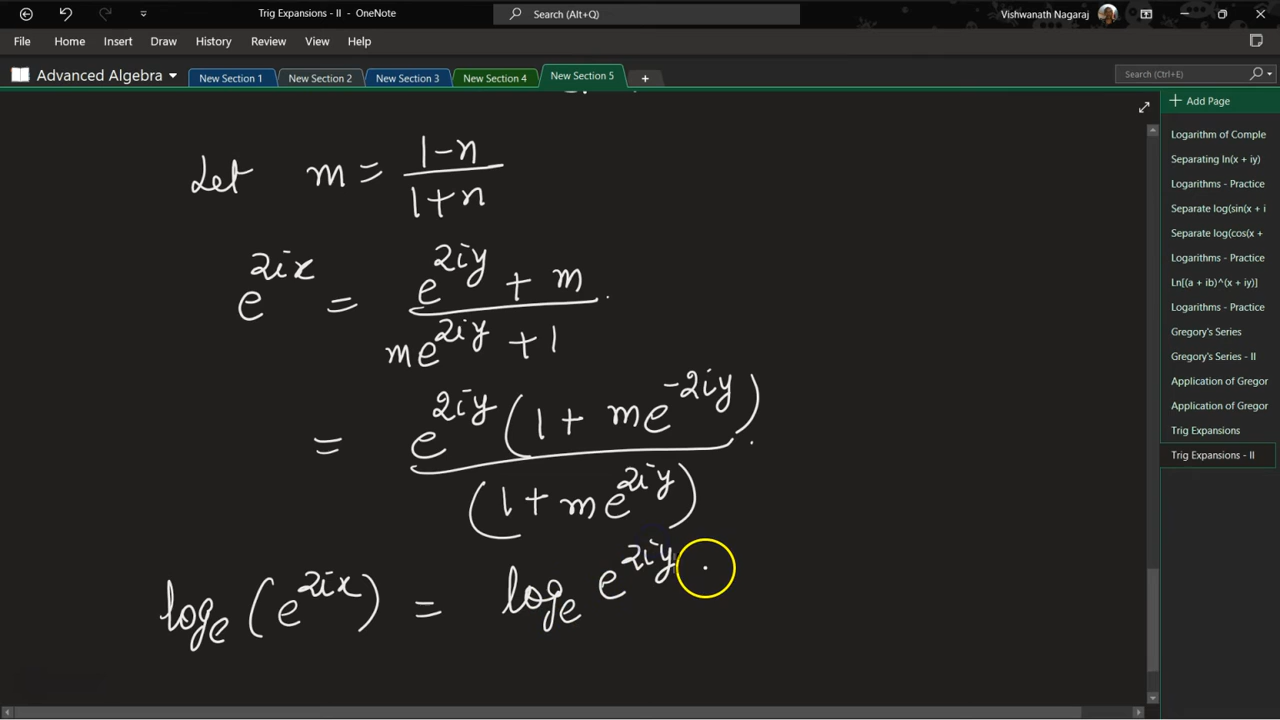 Trig Expansions - II - OneNote
Search (Alt+Q)
Vishwanath Nagaraj
File Home Insert Draw History Review View Help
Advanced Algebra
New Section 1 New Section 2 New Section 3 New Section 4 New Section 5 +
Search (Ctrl+E)
Add Page
Logarithm of Comple
Separating ln(x + iy)
Logarithms - Practice
Separate log(sin(x + i
Separate log(cos(x +
Logarithms - Practice
Ln[(a + ib)^(x + iy)]
Logarithms - Practice
Gregory's Series
Gregory's Series - II
Application of Gregor
Application of Gregor
Trig Expansions
Trig Expansions - II
Let m = (1-n)/(1+n)
e^{2ix} = (e^{2iy} + m)/(me^{2iy} + 1)
= e^{2iy}(1 + me^{-2iy})/(1 + me^{2iy})
log_e(e^{2ix}) = log_e e^{2iy}